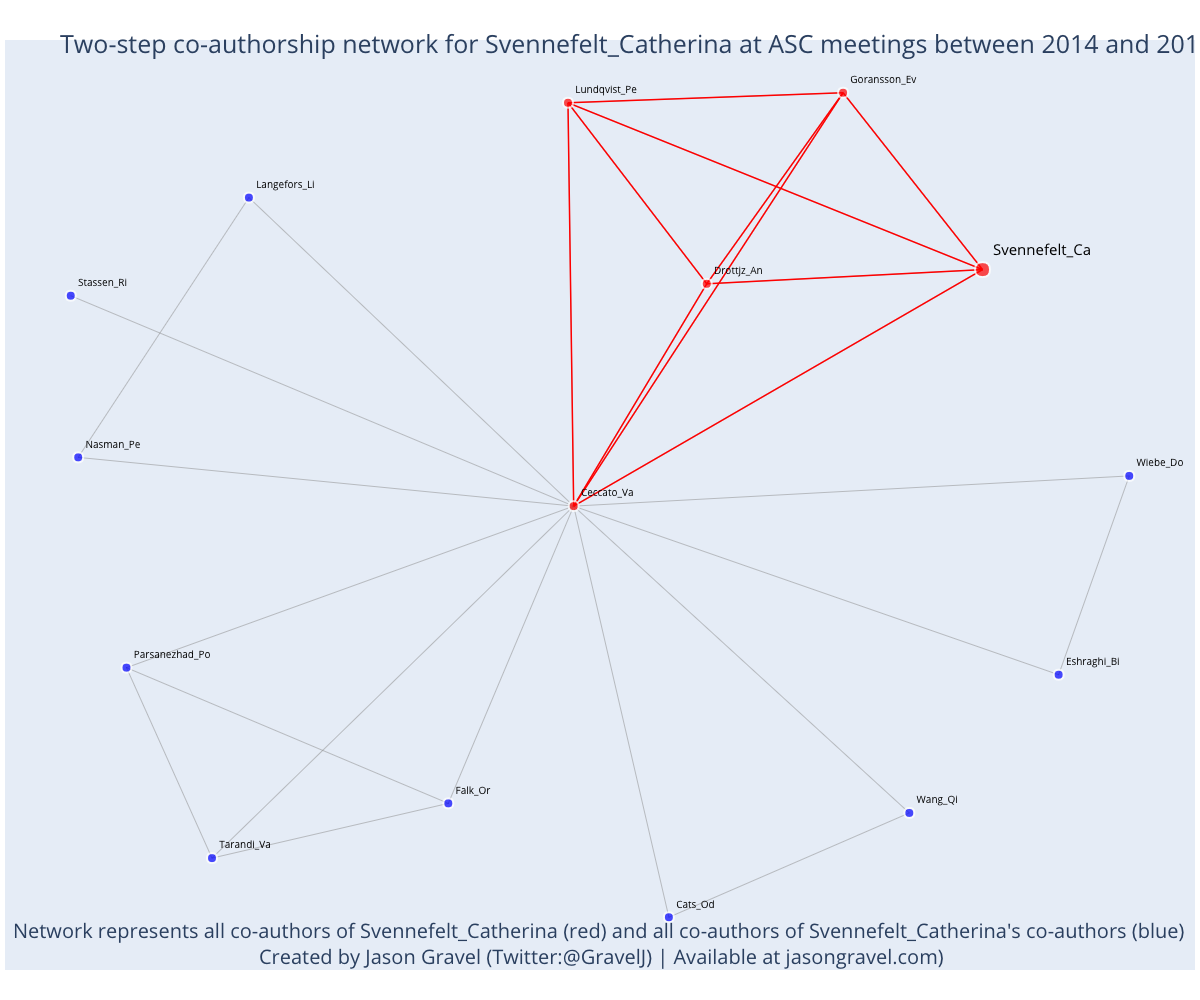 Two-step co-authorship network for Svennefelt_Catherina at ASC meetings between 2014 and 201
Goransson_Ev
Lundqvist_Pe
Langefors_Li
Svennefelt_Ca
Drottjz_An
Stassen_Ri
Nasman_Pe
Wiebe_Do
Ceccato_Va
Parsanezhad_Po
Eshraghi_Bi
Falk_Or
Wang_Qi
Tarandi_Va
Cats_Od
Network represents all co-authors of Svennefelt_Catherina (red) and all co-authors of Svennefelt_Catherina's co-authors (blue)
Created by Jason Gravel (Twitter:@GravelJ) | Available at jasongravel.com)